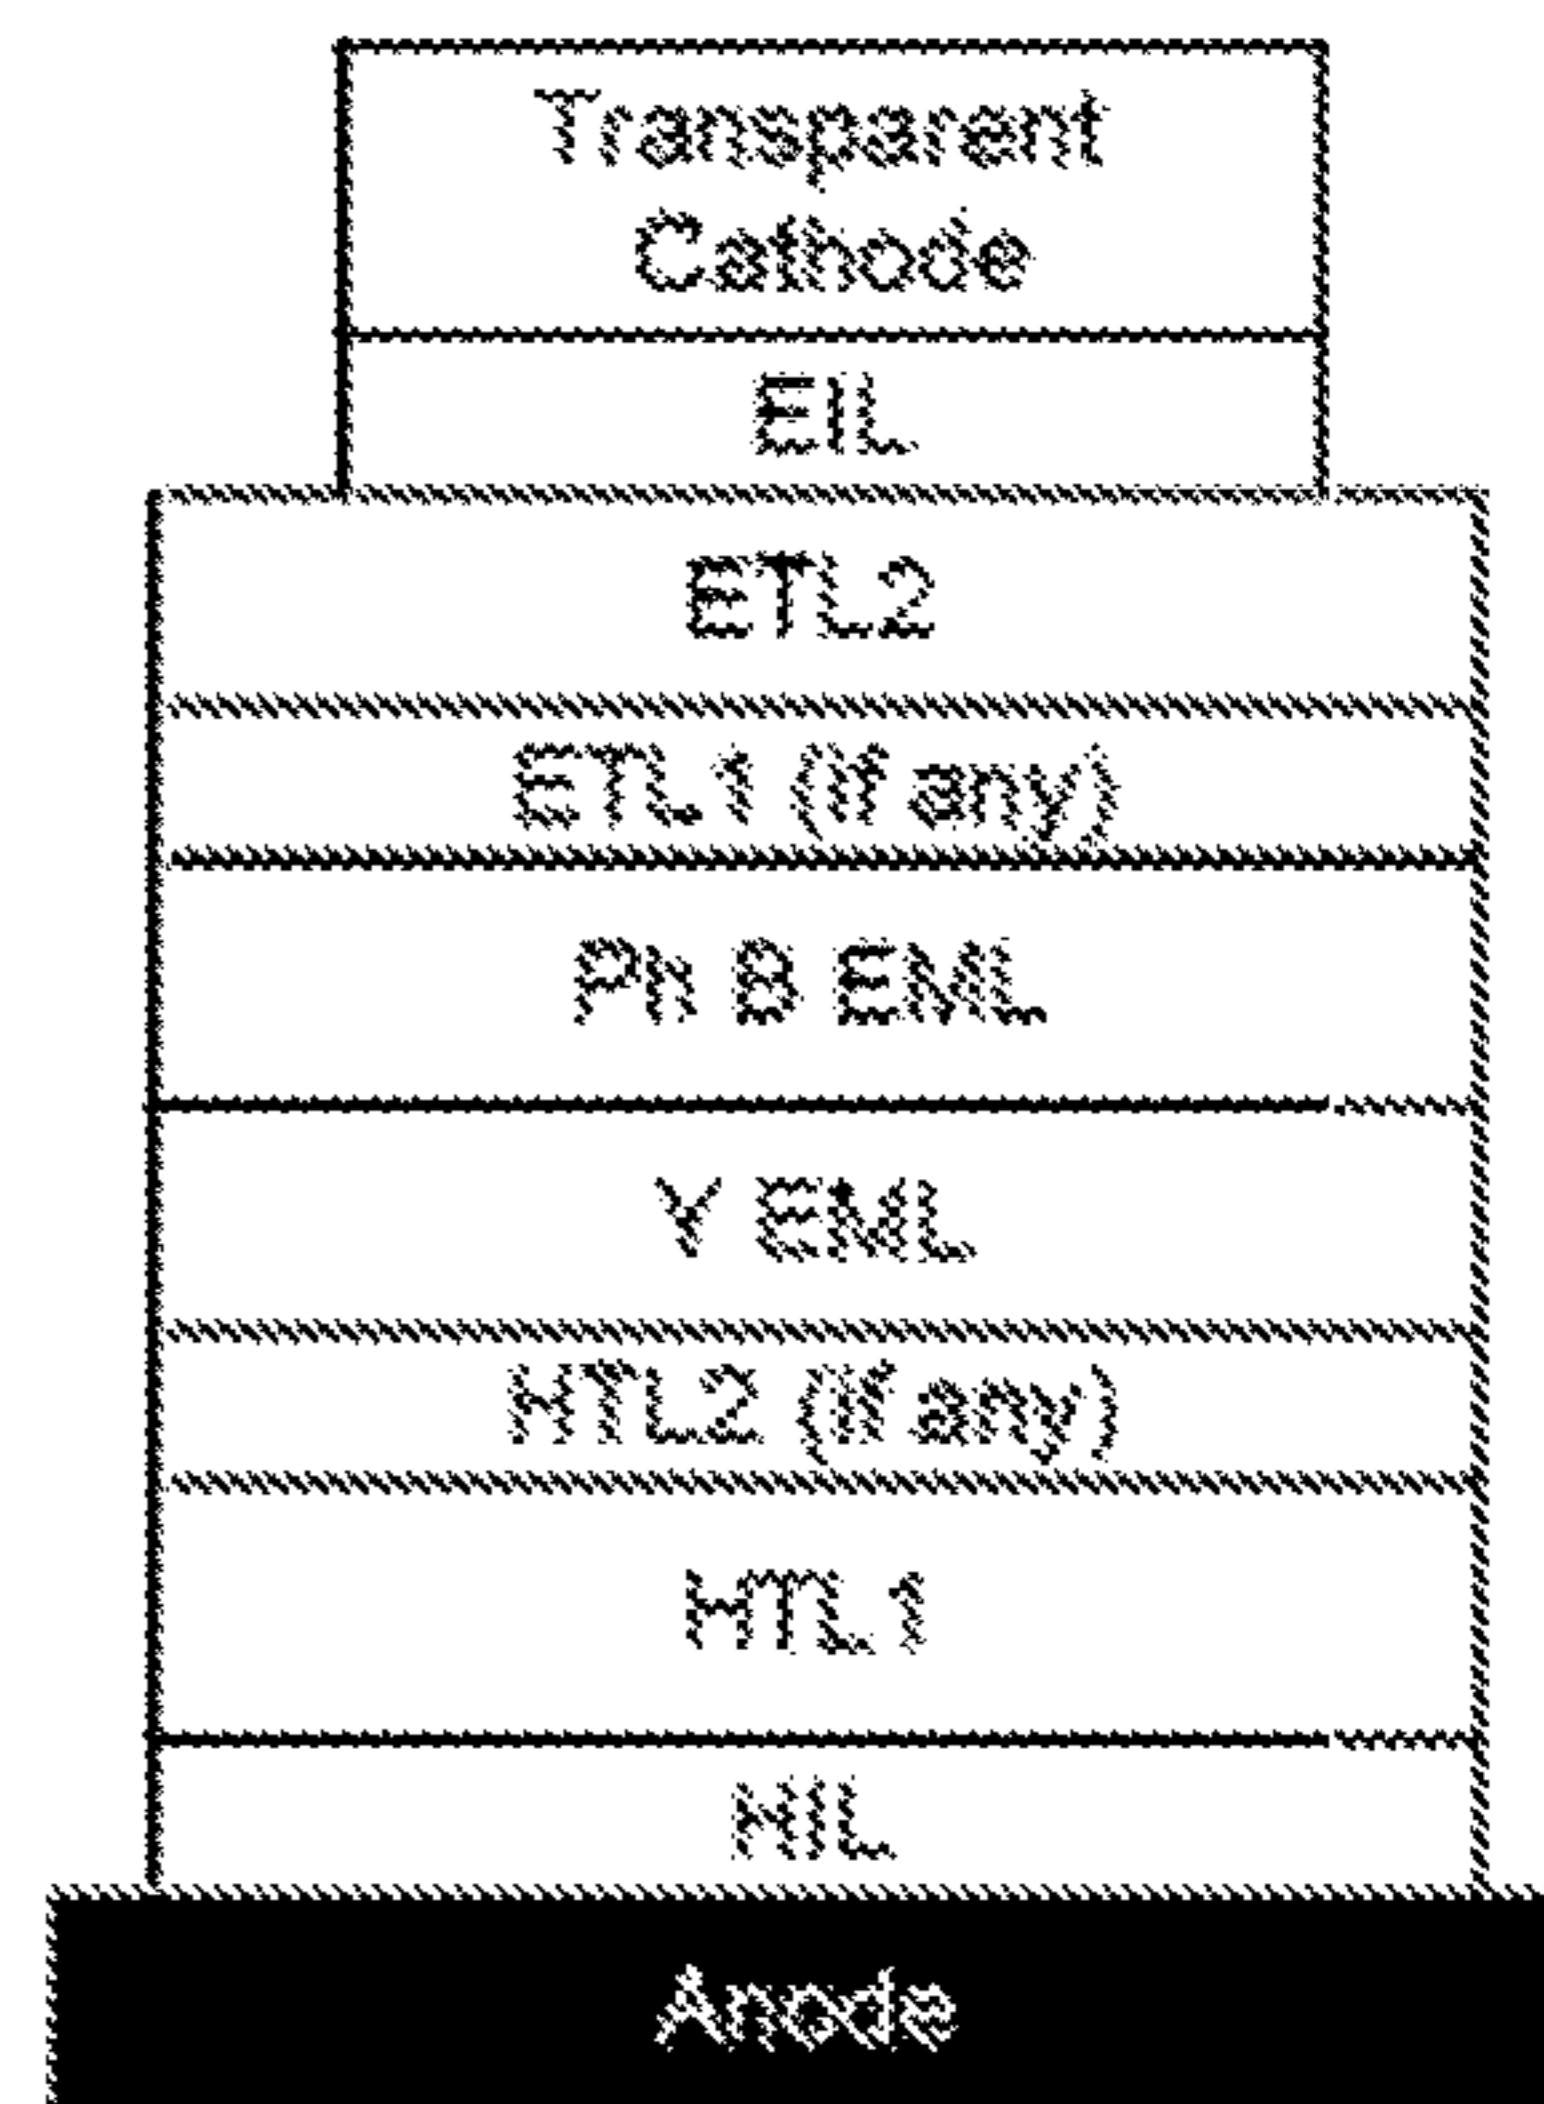 Transparent
Cathode
EIL
ETL2
ETL1 (if any)
Ph B EML
Y EML
HTL2 (if any)
HTL1
HIL
Anode